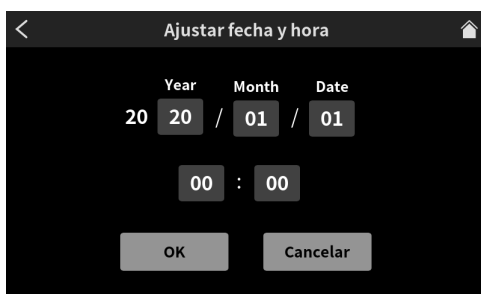 Ajustar fecha y hora
Year Month Date
20 20 / 01 / 01
00 : 00
OK Cancelar